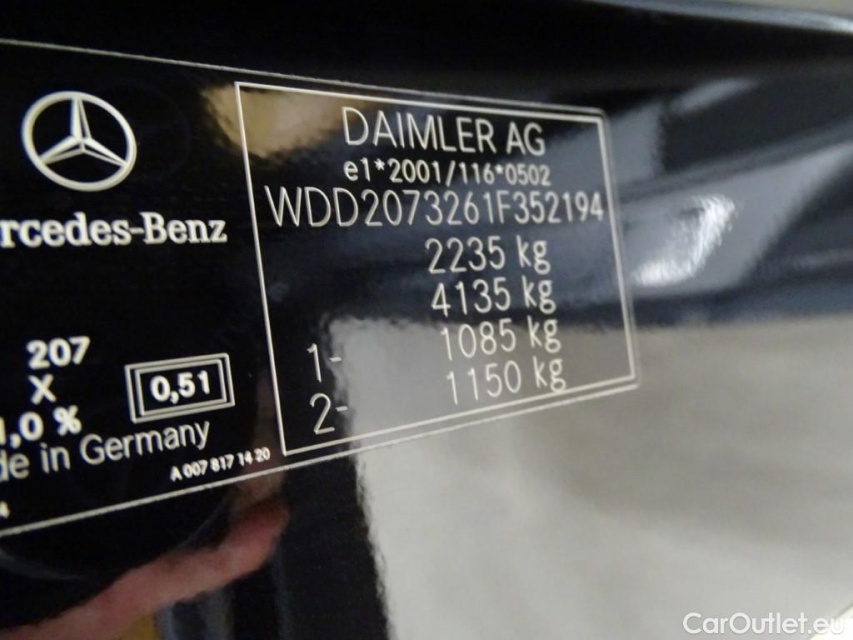 DAIMLER AG
e1*2001/116*0502
WDD2073261F352194
2235 kg
4135 kg
1- 1085 kg
2- 1150 kg
rcedes-Benz
207
X
0,51
,0 %
de in Germany
A 007 817 14 20
4
CarOutlet.eu